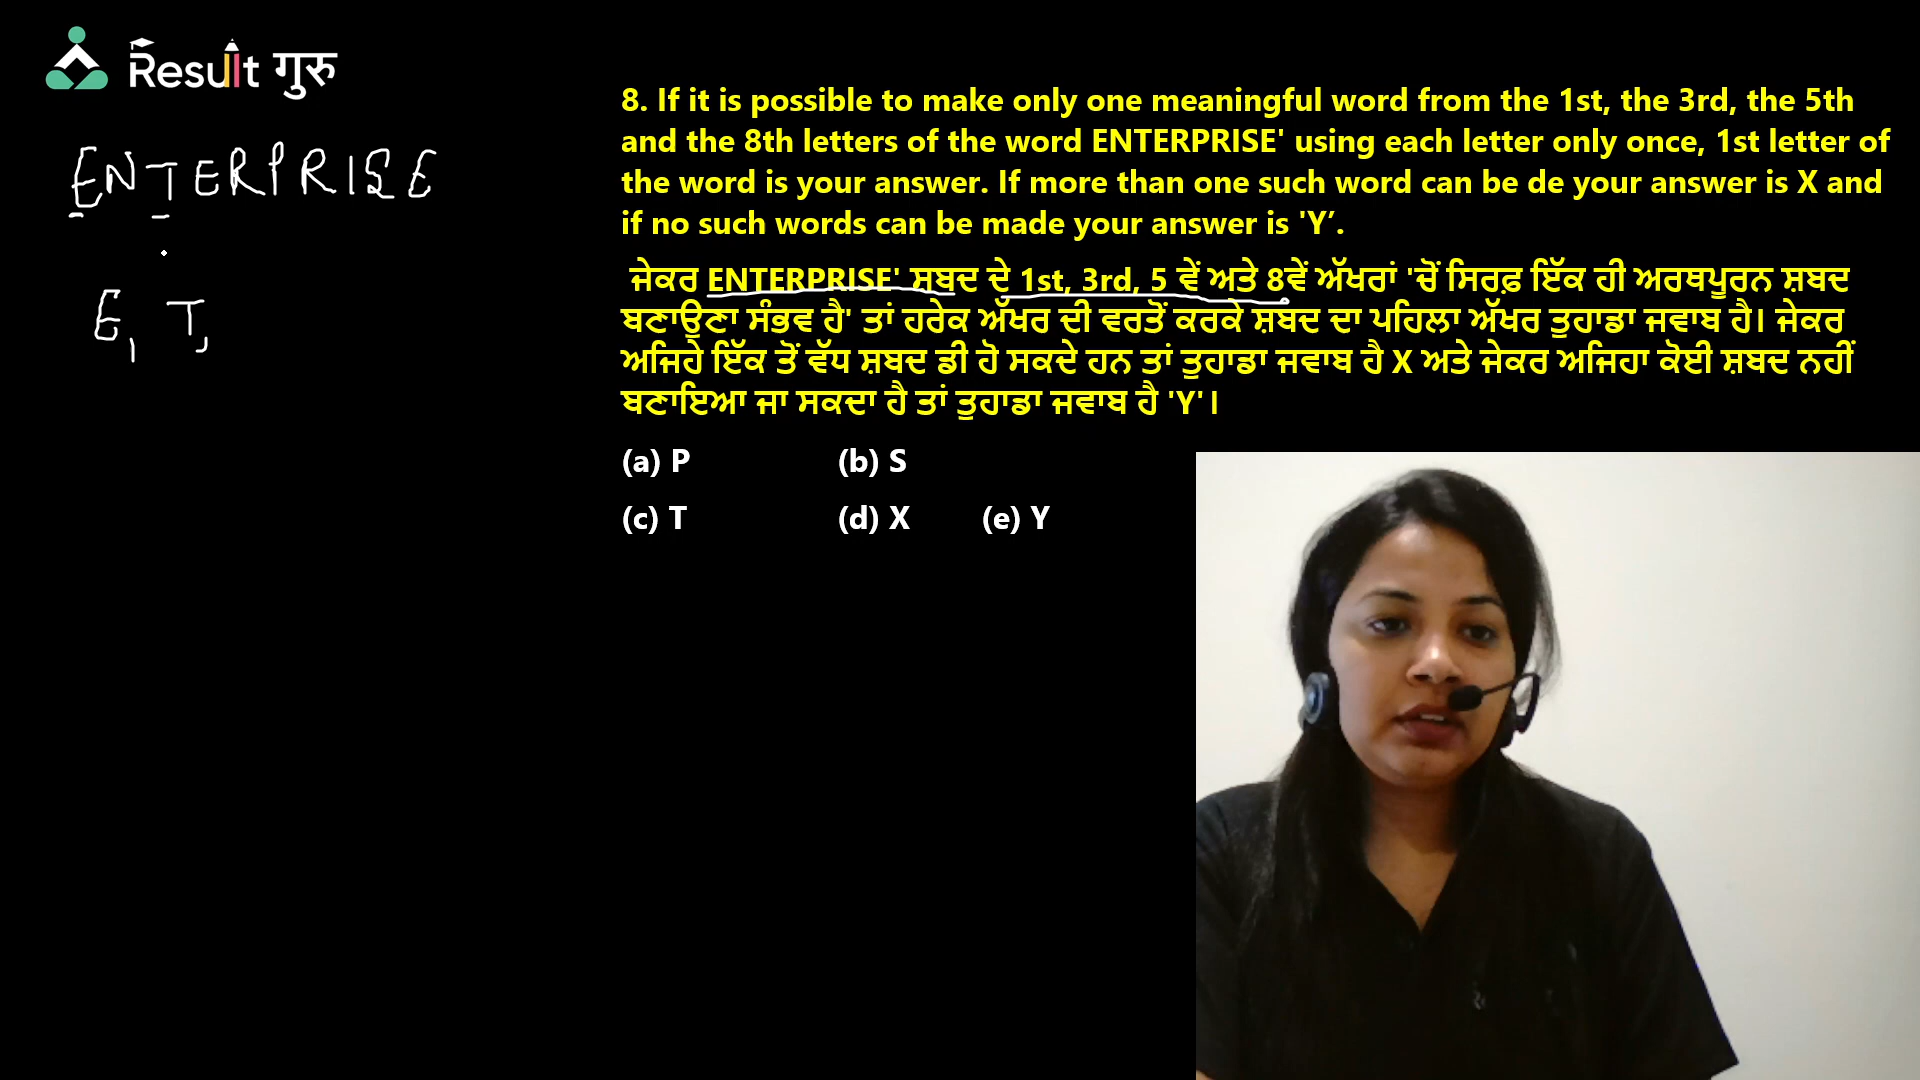 Result गुरु
8. If it is possible to make only one meaningful word from the 1st, the 3rd, the 5th
and the 8th letters of the word ENTERPRISE' using each letter only once, 1st letter of
the word is your answer. If more than one such word can be de your answer is X and
if no such words can be made your answer is 'Y’.
ENTERPRISE
E, T,
ਜੇਕਰ ENTERPRISE' ਸ਼ਬਦ ਦੇ 1st, 3rd, 5 ਵੇਂ ਅਤੇ 8ਵੇਂ ਅੱਖਰਾਂ 'ਚੋਂ ਸਿਰਫ਼ ਇੱਕ ਹੀ ਅਰਥਪੂਰਨ ਸ਼ਬਦ
ਬਣਾਉਣਾ ਸੰਭਵ ਹੈ' ਤਾਂ ਹਰੇਕ ਅੱਖਰ ਦੀ ਵਰਤੋਂ ਕਰਕੇ ਸ਼ਬਦ ਦਾ ਪਹਿਲਾ ਅੱਖਰ ਤੁਹਾਡਾ ਜਵਾਬ ਹੈ। ਜੇਕਰ
ਅਜਿਹੇ ਇੱਕ ਤੋਂ ਵੱਧ ਸ਼ਬਦ ਡੀ ਹੋ ਸਕਦੇ ਹਨ ਤਾਂ ਤੁਹਾਡਾ ਜਵਾਬ ਹੈ X ਅਤੇ ਜੇਕਰ ਅਜਿਹਾ ਕੋਈ ਸ਼ਬਦ ਨਹੀਂ
ਬਣਾਇਆ ਜਾ ਸਕਦਾ ਹੈ ਤਾਂ ਤੁਹਾਡਾ ਜਵਾਬ ਹੈ 'Y'।
(a) P (b) S
(c) T (d) X (e) Y